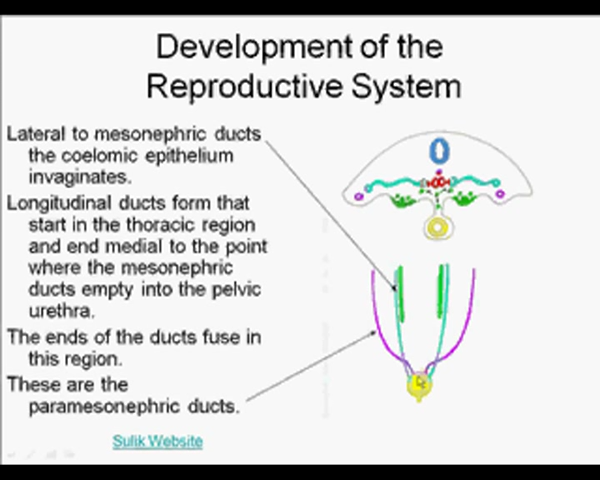 Development of the
Reproductive System
Lateral to mesonephric ducts
the coelomic epithelium
invaginates.
Longitudinal ducts form that
start in the thoracic region
and end medial to the point
where the mesonephric
ducts empty into the pelvic
urethra.
The ends of the ducts fuse in
this region.
These are the
paramesonephric ducts.
Sulik Website